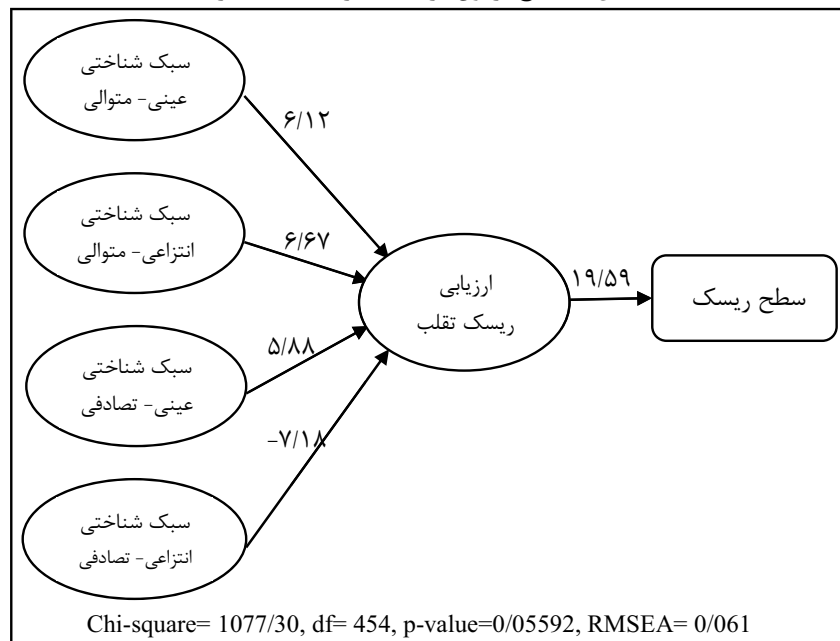 سبک شناختی
عینی- متوالی
۶/۱۲
سبک شناختی
انتزاعی- متوالی
۶/۶۷
ارزیابی
ریسک تقلب
۱۹/۵۹
سطح ریسک
سبک شناختی
عینی- تصادفی
۵/۸۸
سبک شناختی
انتزاعی- تصادفی
-۷/۱۸
Chi-square= 1077/30, df= 454, p-value=0/05592, RMSEA= 0/061